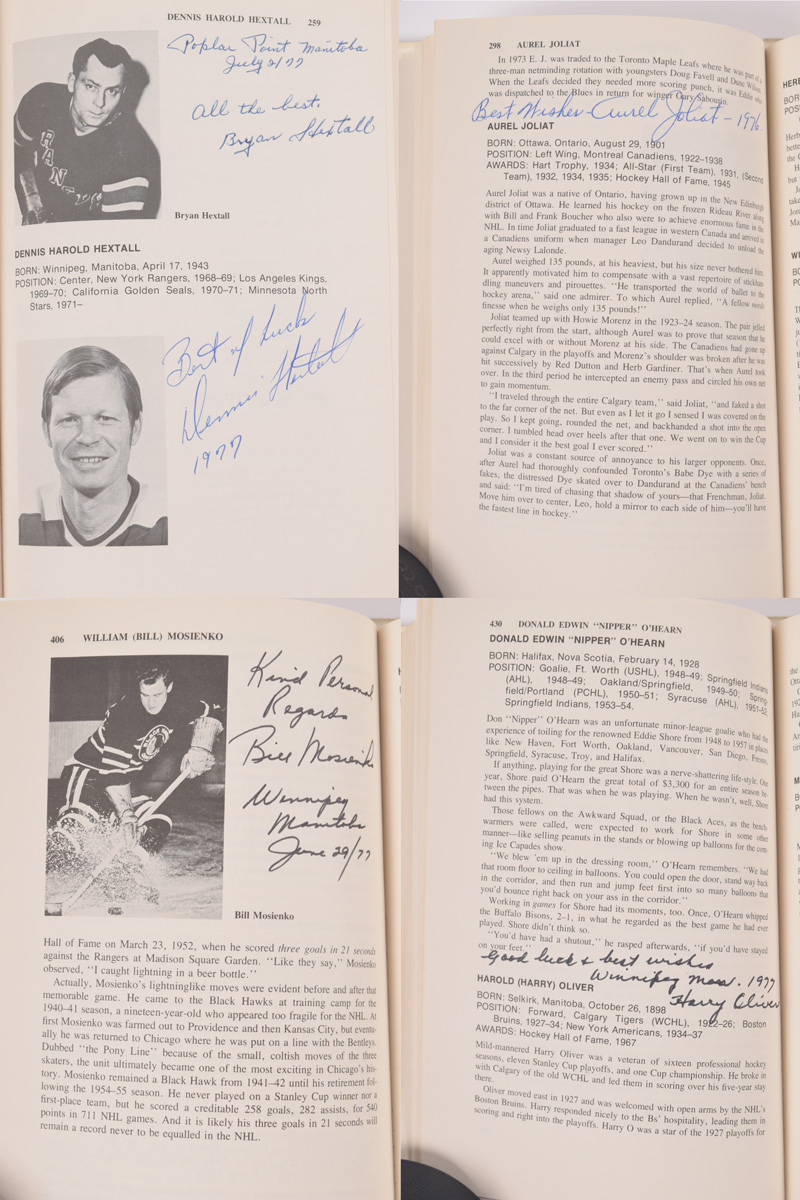 DENNIS HAROLD HEXTALL 259
Poplar Point Manitoba
July 21/77
All the best.
Bryan Hextall
RAN
Bryan Hextall
DENNIS HAROLD HEXTALL
BORN: Winnipeg, Manitoba, April 17, 1943
POSITION: Center, New York Rangers, 1968–69; Los Angeles Kings,
1969–70; California Golden Seals, 1970–71; Minnesota North
Stars, 1971–
Best of Luck
Dennis Hextall
1977
298 AUREL JOLIAT
In 1973 E. J. was traded to the Toronto Maple Leafs where he was part of a
three-man netminding rotation with youngsters Doug Favell and Dunc Wilson.
When the Leafs decided they needed more scoring punch, it was Eddie who
was dispatched to the Blues in return for winger Gary Sabourin.
Best Wishes - Aurel Joliat - 1976
AUREL JOLIAT
BORN: Ottawa, Ontario, August 29, 1901
POSITION: Left Wing, Montreal Canadiens, 1922–1938
AWARDS: Hart Trophy, 1934; All-Star (First Team), 1931, (Second
Team), 1932, 1934, 1935; Hockey Hall of Fame, 1945
Aurel Joliat was a native of Ontario, having grown up in the New Edinburgh
district of Ottawa. He learned his hockey on the frozen Rideau River along
with Bill and Frank Boucher who also were to achieve enormous fame in the
NHL. In time Joliat graduated to a fast league in western Canada and arrived in
a Canadiens uniform when manager Leo Dandurand decided to unload the
aging Newsy Lalonde.
Aurel weighed 135 pounds, at his heaviest, but his size never bothered him.
It apparently motivated him to compensate with a vast repertoire of stickhan-
dling maneuvers and pirouettes. "He transported the world of ballet to the
hockey arena," said one admirer. To which Aurel replied, "A fellow needs
finesse when he weighs only 135 pounds!"
Joliat teamed up with Howie Morenz in the 1923–24 season. The pair jelled
perfectly right from the start, although Aurel was to prove that season that he
could excel with or without Morenz at his side. The Canadiens had gone up
against Calgary in the playoffs and Morenz's shoulder was broken after he was
hit successively by Red Dutton and Herb Gardiner. That's when Aurel took
over. In the third period he intercepted an enemy pass and circled his own net
to gain momentum.
"I traveled through the entire Calgary team," said Joliat, "and faked a shot
to the far corner of the net. But even as I let it go I sensed I was covered on the
play. So I kept going, rounded the net, and backhanded a shot into the open
corner. I tumbled head over heels after that one. We went on to win the Cup
and I consider it the best goal I ever scored."
Joliat was a constant source of annoyance to his larger opponents. Once,
after Aurel had thoroughly confounded Toronto's Babe Dye with a series of
fakes, the distressed Dye skated over to Dandurand at the Canadiens' bench
and said: "I'm tired of chasing that shadow of yours—that Frenchman, Joliat.
Move him over to center, Leo, hold a mirror to each side of him—you'll have
the fastest line in hockey."
406 WILLIAM (BILL) MOSIENKO
Kind Personal
Regards
Bill Mosienko
Winnipeg
Manitoba
June 29/77
Bill Mosienko
Hall of Fame on March 23, 1952, when he scored three goals in 21 seconds
against the Rangers at Madison Square Garden. "Like they say," Mosienko
observed, "I caught lightning in a beer bottle."
Actually, Mosienko's lightninglike moves were evident before and after that
memorable game. He came to the Black Hawks at training camp for the
1940–41 season, a nineteen-year-old who appeared too fragile for the NHL. At
first Mosienko was farmed out to Providence and then Kansas City, but eventu-
ally he was returned to Chicago where he was put on a line with the Bentleys.
Dubbed "the Pony Line" because of the small, coltish moves of the three
skaters, the unit ultimately became one of the most exciting in Chicago's his-
tory. Mosienko remained a Black Hawk from 1941–42 until his retirement fol-
lowing the 1954–55 season. He never played on a Stanley Cup winner nor a
first-place team, but he scored a creditable 258 goals, 282 assists, for 540
points in 711 NHL games. And it is likely his three goals in 21 seconds will
remain a record never to be equalled in the NHL.
430 DONALD EDWIN "NIPPER" O'HEARN
DONALD EDWIN "NIPPER" O'HEARN
BORN: Halifax, Nova Scotia, February 14, 1928
POSITION: Goalie, Ft. Worth (USHL), 1948–49; Springfield Indians
(AHL), 1948–49; Oakland/Springfield, 1949–50; Spring-
field/Portland (PCHL), 1950–51; Syracuse (AHL), 1951–52;
Springfield Indians, 1953–54.
Don "Nipper" O'Hearn was an unfortunate minor-league goalie who had the
experience of toiling for the renowned Eddie Shore from 1948 to 1957 in places
like New Haven, Fort Worth, Oakland, Vancouver, San Diego, Fresno,
Springfield, Syracuse, Troy, and Halifax.
If anything, playing for the great Shore was a nerve-shattering life-style. One
year, Shore paid O'Hearn the great total of $3,300 for an entire season be-
tween the pipes. That was when he was playing. When he wasn't, well, Shore
had this system.
Those fellows on the Awkward Squad, or the Black Aces, as the bench-
warmers were called, were expected to work for Shore in some other
manner—like selling peanuts in the stands or blowing up balloons for the com-
ing Ice Capades show.
"We blew 'em up in the dressing room," O'Hearn remembers. "We had
that room floor to ceiling in balloons. You could open the door, stand way back
in the corridor, and then run and jump feet first into so many balloons that
you'd bounce right back on your ass in the corridor."
Working in games for Shore had its moments, too. Once, O'Hearn whipped
the Buffalo Bisons, 2–1, in what he regarded as the best game he had ever
played. Shore didn't think so.
"You'd have had a shutout," he rasped afterwards, "if you'd have stayed
on your feet."
Good luck & best wishes
Winnipeg Man. 1977
Harry Oliver
HAROLD (HARRY) OLIVER
BORN: Selkirk, Manitoba, October 26, 1898
POSITION: Forward, Calgary Tigers (WCHL), 1922–26; Boston
Bruins, 1927–34; New York Americans, 1934–37
AWARDS: Hockey Hall of Fame, 1967
Mild-mannered Harry Oliver was a veteran of sixteen professional hockey
seasons, eleven Stanley Cup playoffs, and one Cup championship. He broke in
with Calgary of the old WCHL and led them in scoring over his five-year stay
there.
Oliver moved east in 1927 and was welcomed with open arms by the NHL's
Boston Bruins. Harry responded nicely to the Bs' hospitality, leading them in
scoring and right into the playoffs. Harry O was a star of the 1927 playoffs for